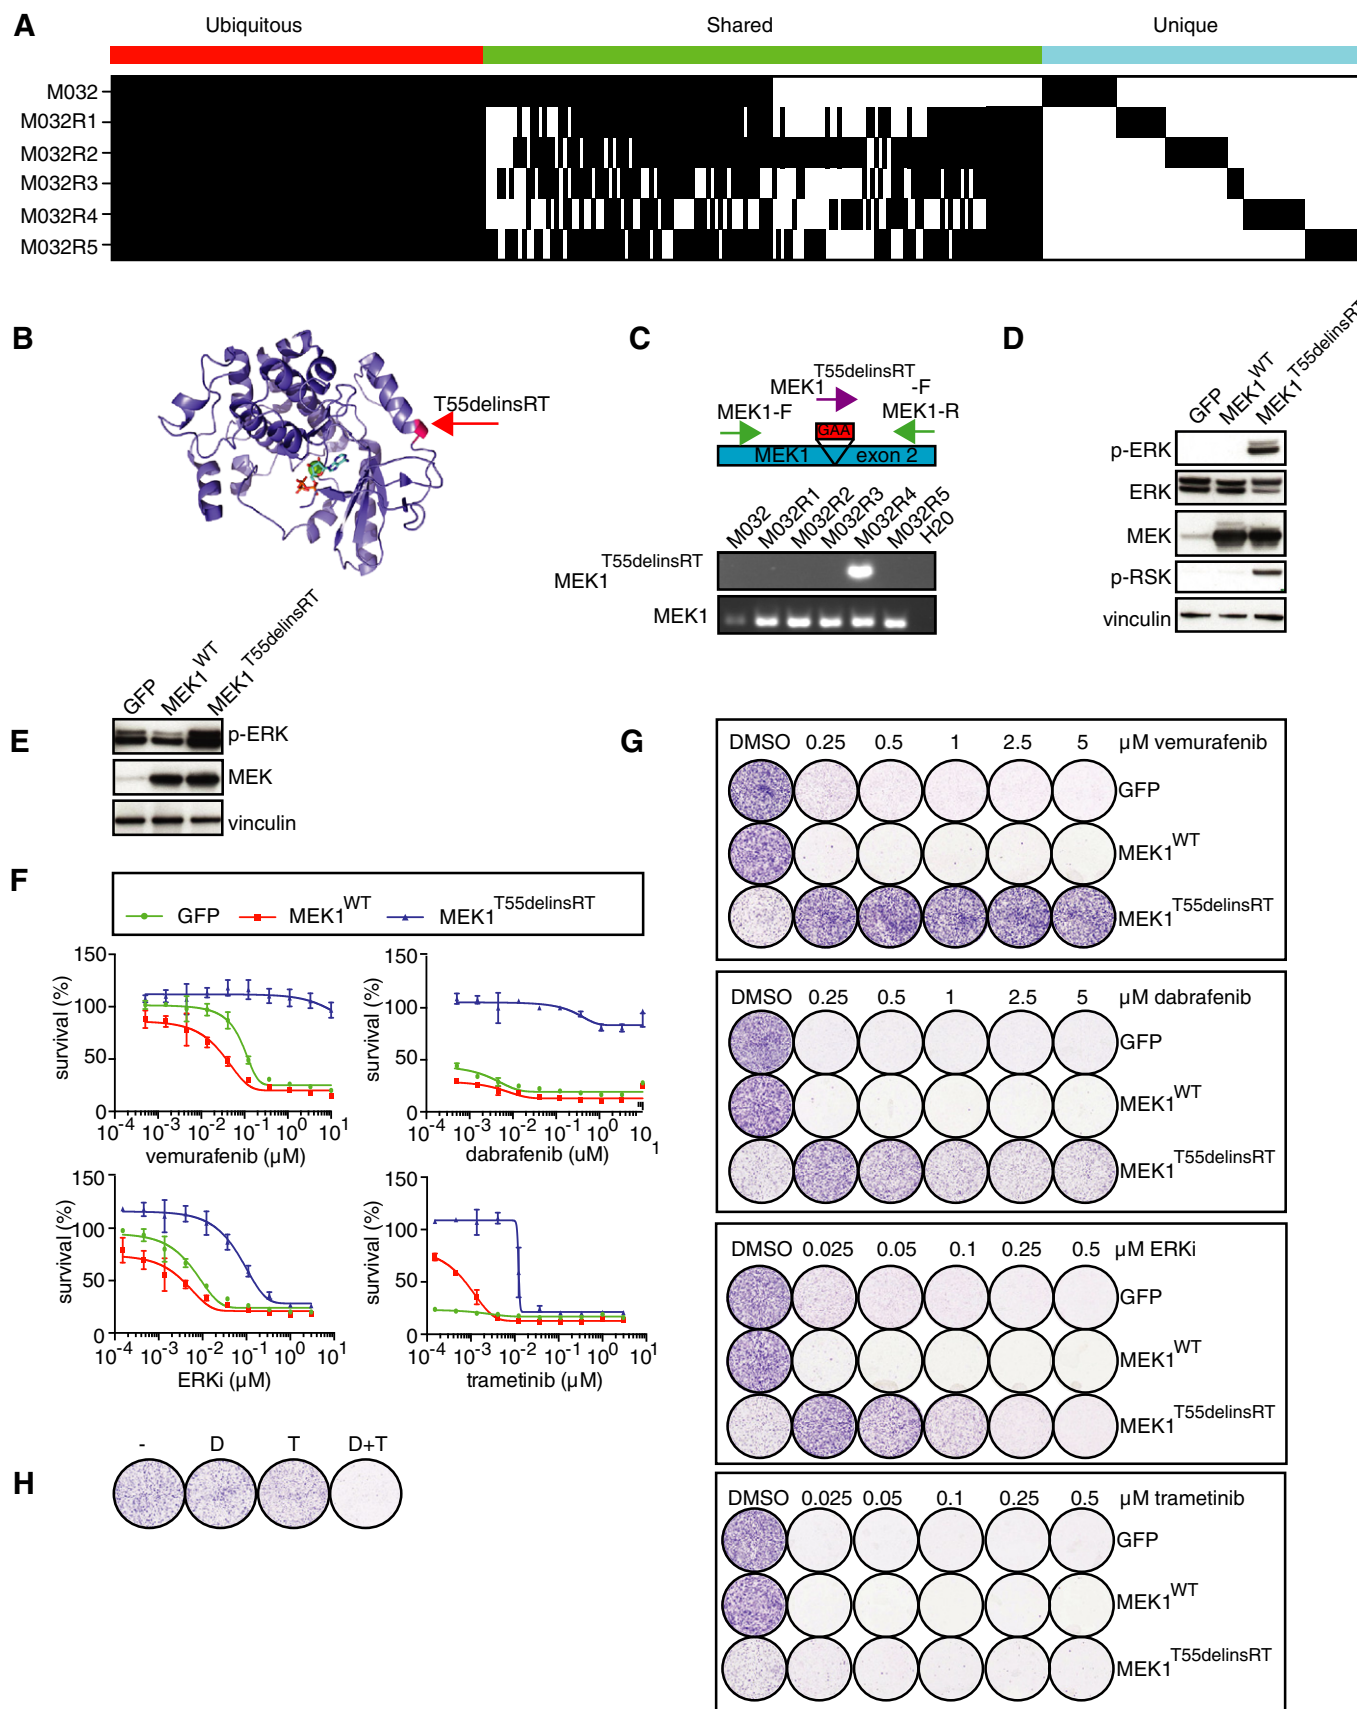 A
Ubiquitous Shared Unique
M032
M032R1
M032R2
M032R3
M032R4
M032R5
B
T55delinsRT
C
MEK1 T55delinsRT -F
MEK1-F MEK1-R
GAA
MEK1 exon 2
M032 M032R1 M032R2 M032R3 M032R4 M032R5 H20
MEK1 T55delinsRT
MEK1
D
GFP MEK1 WT MEK1 T55delinsRT
p-ERK
ERK
MEK
p-RSK
vinculin
E
GFP MEK1 WT MEK1 T55delinsRT
p-ERK
MEK
vinculin
F
GFP MEK1 WT MEK1 T55delinsRT
survival (%)
150
100
50
0
10-4 10-3 10-2 10-1 100 101
vemurafenib (µM)
survival (%)
150
100
50
0
10-4 10-3 10-2 10-1 100 10 1
dabrafenib (uM)
survival (%)
150
100
50
0
10-4 10-3 10-2 10-1 100 101
ERKi (µM)
survival (%)
150
100
50
0
10-4 10-3 10-2 10-1 100 101
trametinib (µM)
G
DMSO 0.25 0.5 1 2.5 5 µM vemurafenib
GFP
MEK1 WT
MEK1 T55delinsRT
DMSO 0.25 0.5 1 2.5 5 µM dabrafenib
GFP
MEK1 WT
MEK1 T55delinsRT
DMSO 0.025 0.05 0.1 0.25 0.5 µM ERKi
GFP
MEK1 WT
MEK1 T55delinsRT
DMSO 0.025 0.05 0.1 0.25 0.5 µM trametinib
GFP
MEK1 WT
MEK1 T55delinsRT
H
- D T D+T